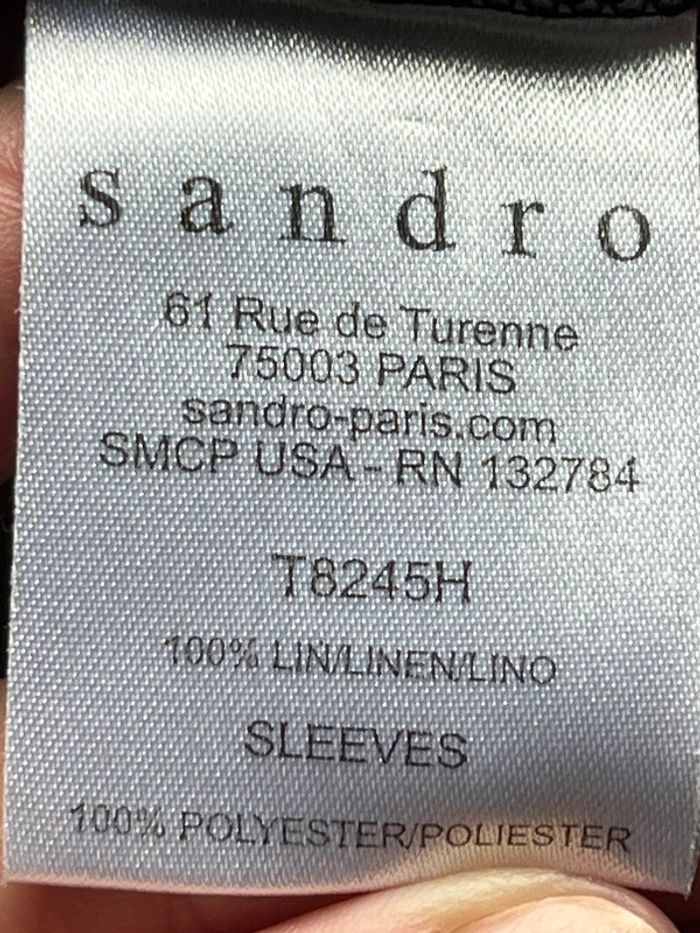 sandro
61 Rue de Turenne
75003 PARIS
sandro-paris.com
SMCP USA - RN 132784
T8245H
100% LIN/LINEN/LINO
SLEEVES
100% POLYESTER/POLIESTER